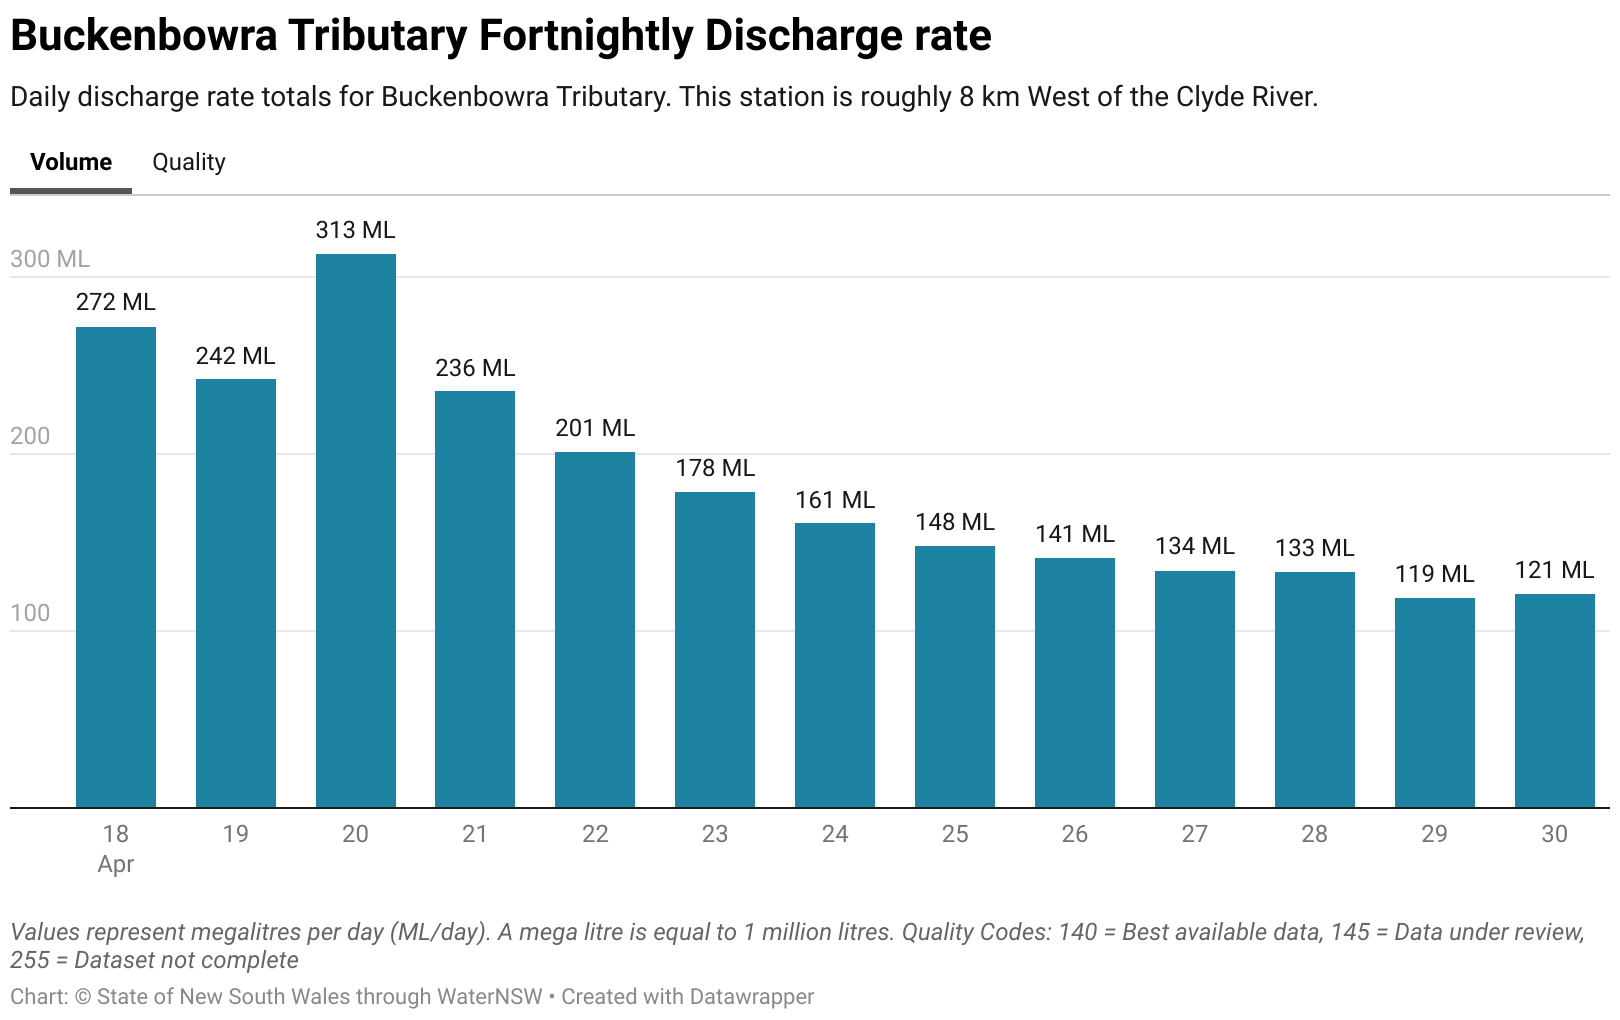 Buckenbowra Tributary Fortnightly Discharge rate
Daily discharge rate totals for Buckenbowra Tributary. This station is roughly 8 km West of the Clyde River.
Volume Quality
313 ML
300 ML
272 ML
242 ML
236 ML
201 ML
200
178 ML
161 ML
148 ML
141 ML
134 ML
133 ML
119 ML
121 ML
100
18 19 20 21 22 23 24 25 26 27 28 29 30
Apr
Values represent megalitres per day (ML/day). A mega litre is equal to 1 million litres. Quality Codes: 140 = Best available data, 145 = Data under review,
255 = Dataset not complete
Chart: © State of New South Wales through WaterNSW • Created with Datawrapper